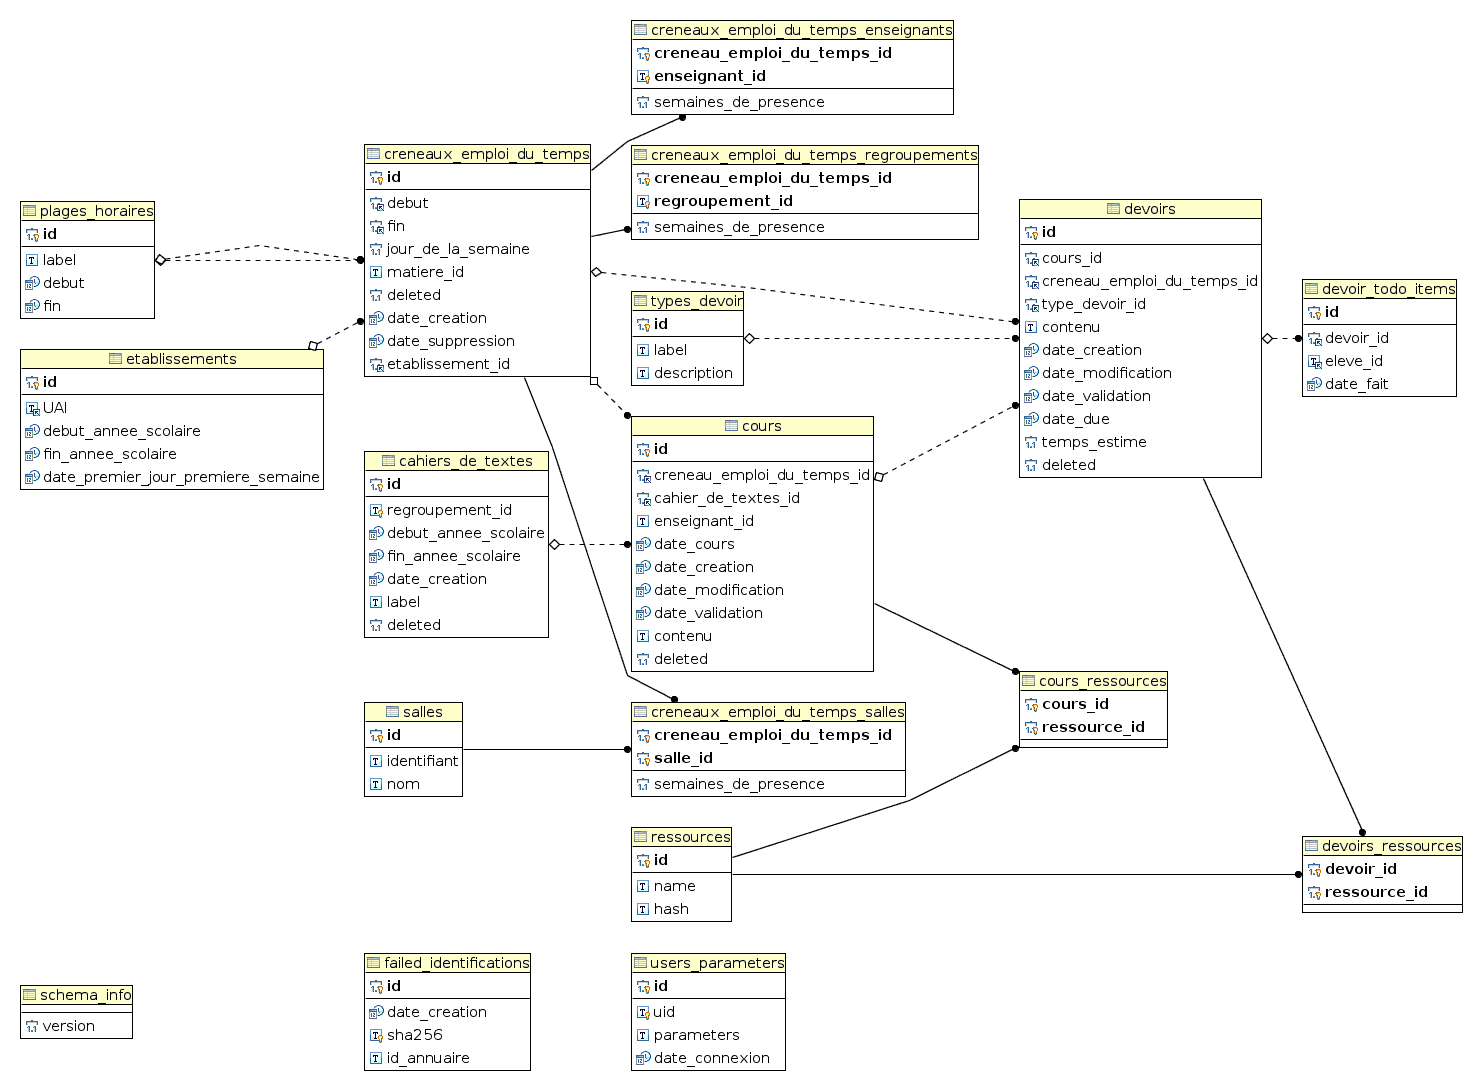 creneaux_emploi_du_temps_enseignants
creneau_emploi_du_temps_id
enseignant_id
semaines_de_presence
creneaux_emploi_du_temps
id
debut
fin
jour_de_la_semaine
matiere_id
deleted
date_creation
date_suppression
etablissement_id
creneaux_emploi_du_temps_regroupements
creneau_emploi_du_temps_id
regroupement_id
semaines_de_presence
plages_horaires
id
label
debut
fin
devoirs
id
cours_id
creneau_emploi_du_temps_id
type_devoir_id
contenu
date_creation
date_modification
date_validation
date_due
temps_estime
deleted
devoir_todo_items
id
devoir_id
eleve_id
date_fait
types_devoir
id
label
description
etablissements
id
UAI
debut_annee_scolaire
fin_annee_scolaire
date_premier_jour_premiere_semaine
cours
id
creneau_emploi_du_temps_id
cahier_de_textes_id
enseignant_id
date_cours
date_creation
date_modification
date_validation
contenu
deleted
cahiers_de_textes
id
regroupement_id
debut_annee_scolaire
fin_annee_scolaire
date_creation
label
deleted
cours_ressources
cours_id
ressource_id
salles
id
identifiant
nom
creneaux_emploi_du_temps_salles
creneau_emploi_du_temps_id
salle_id
semaines_de_presence
ressources
id
name
hash
devoirs_ressources
devoir_id
ressource_id
failed_identifications
id
date_creation
sha256
id_annuaire
users_parameters
id
uid
parameters
date_connexion
schema_info
version